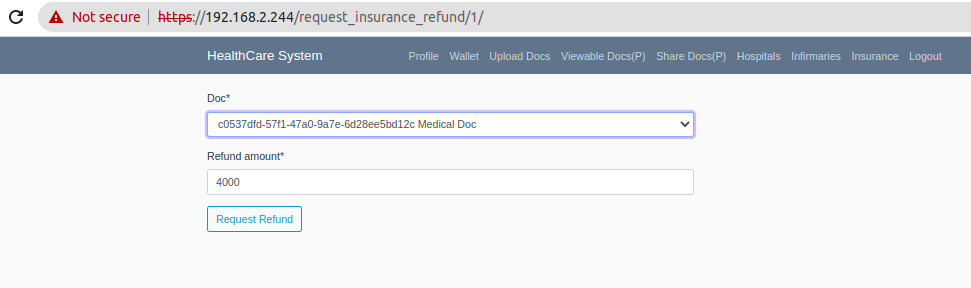 Not secure https://192.168.2.244/request_insurance_refund/1/
HealthCare System Profile Wallet Upload Docs Viewable Docs(P) Share Docs(P) Hospitals Infirmaries Insurance Logout
Doc*
c0537dfd-57f1-47a0-9a7e-6d28ee5bd12c Medical Doc
Refund amount*
4000
Request Refund